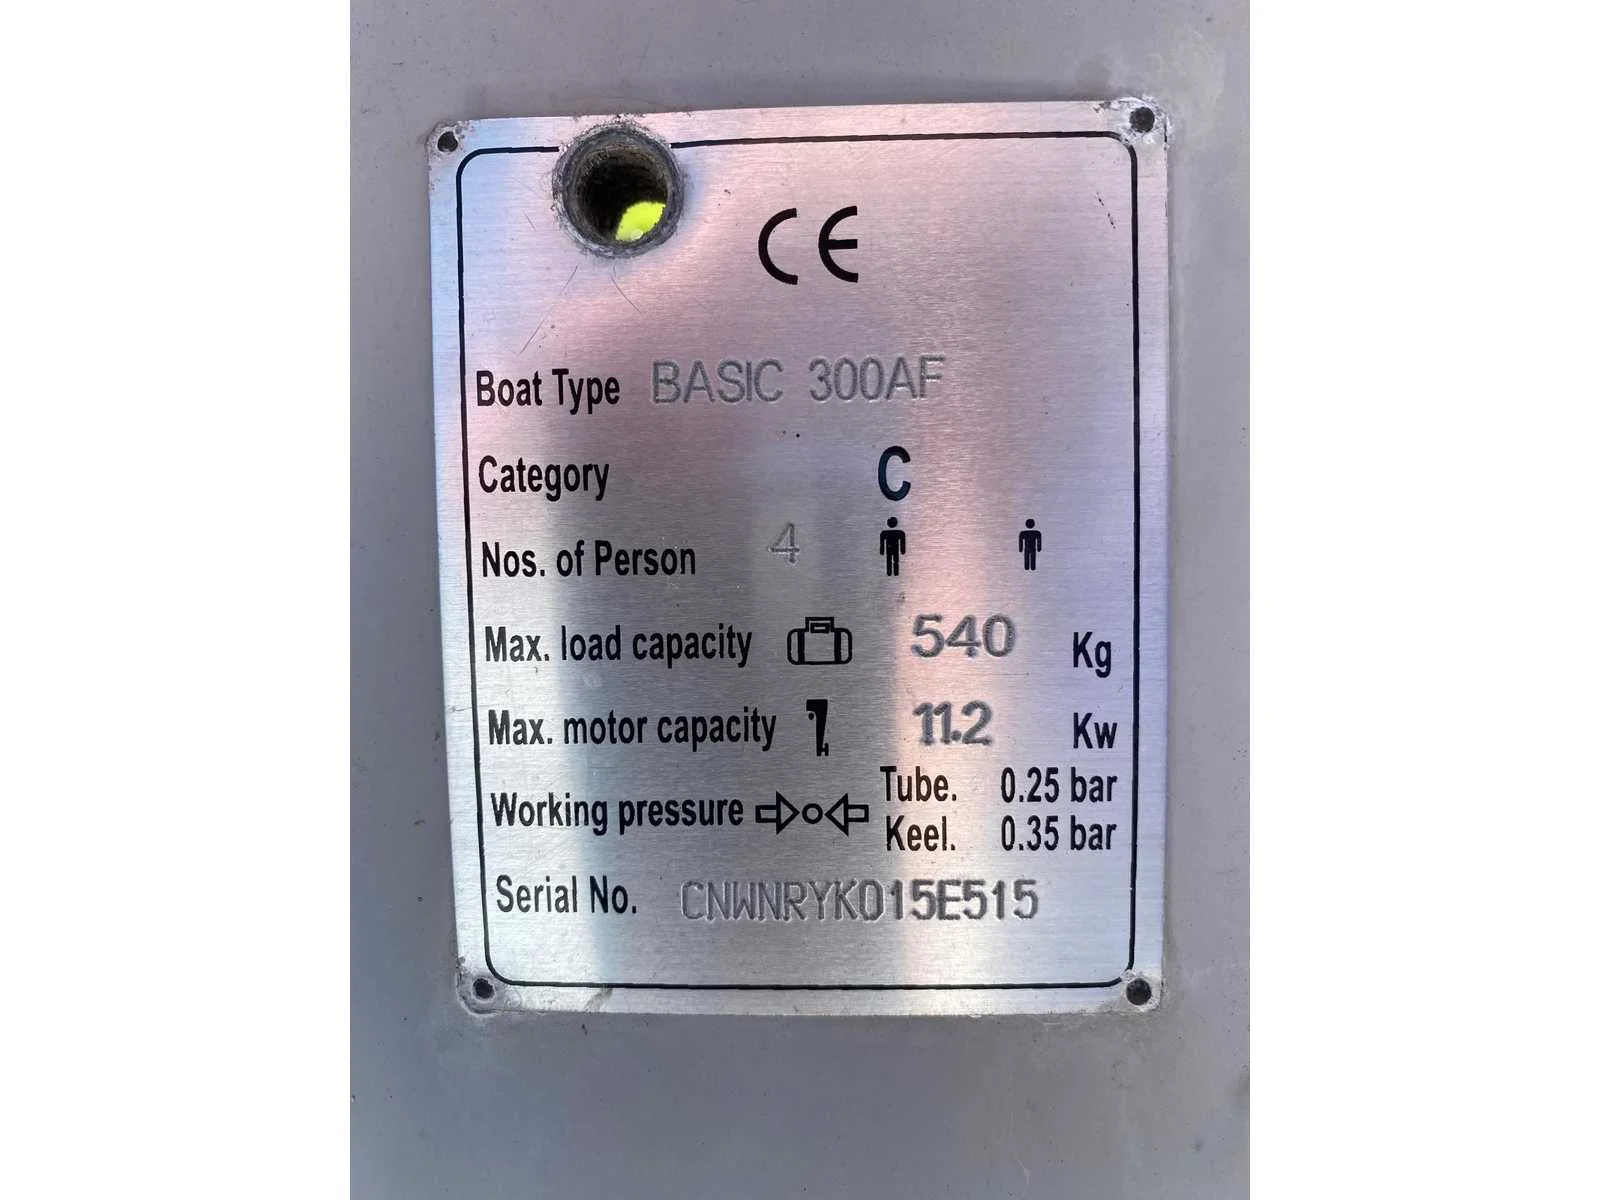 CE
Boat Type BASIC 300AF
Category C
Nos. of Person 4
Max. load capacity 540 Kg
Max. motor capacity 11.2 Kw
Working pressure Tube. 0.25 bar
Keel. 0.35 bar
Serial No. CNWNRYK015E515